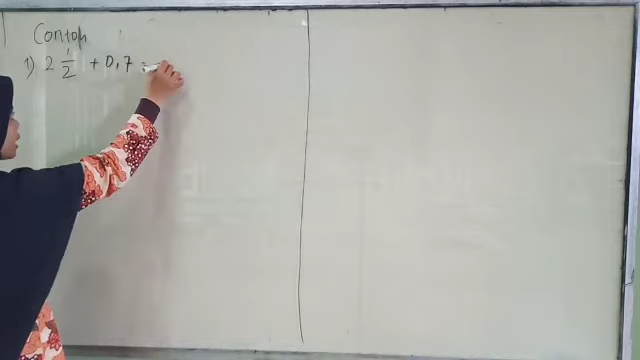 Contoh
1) 2 1/2 + 0,7 =